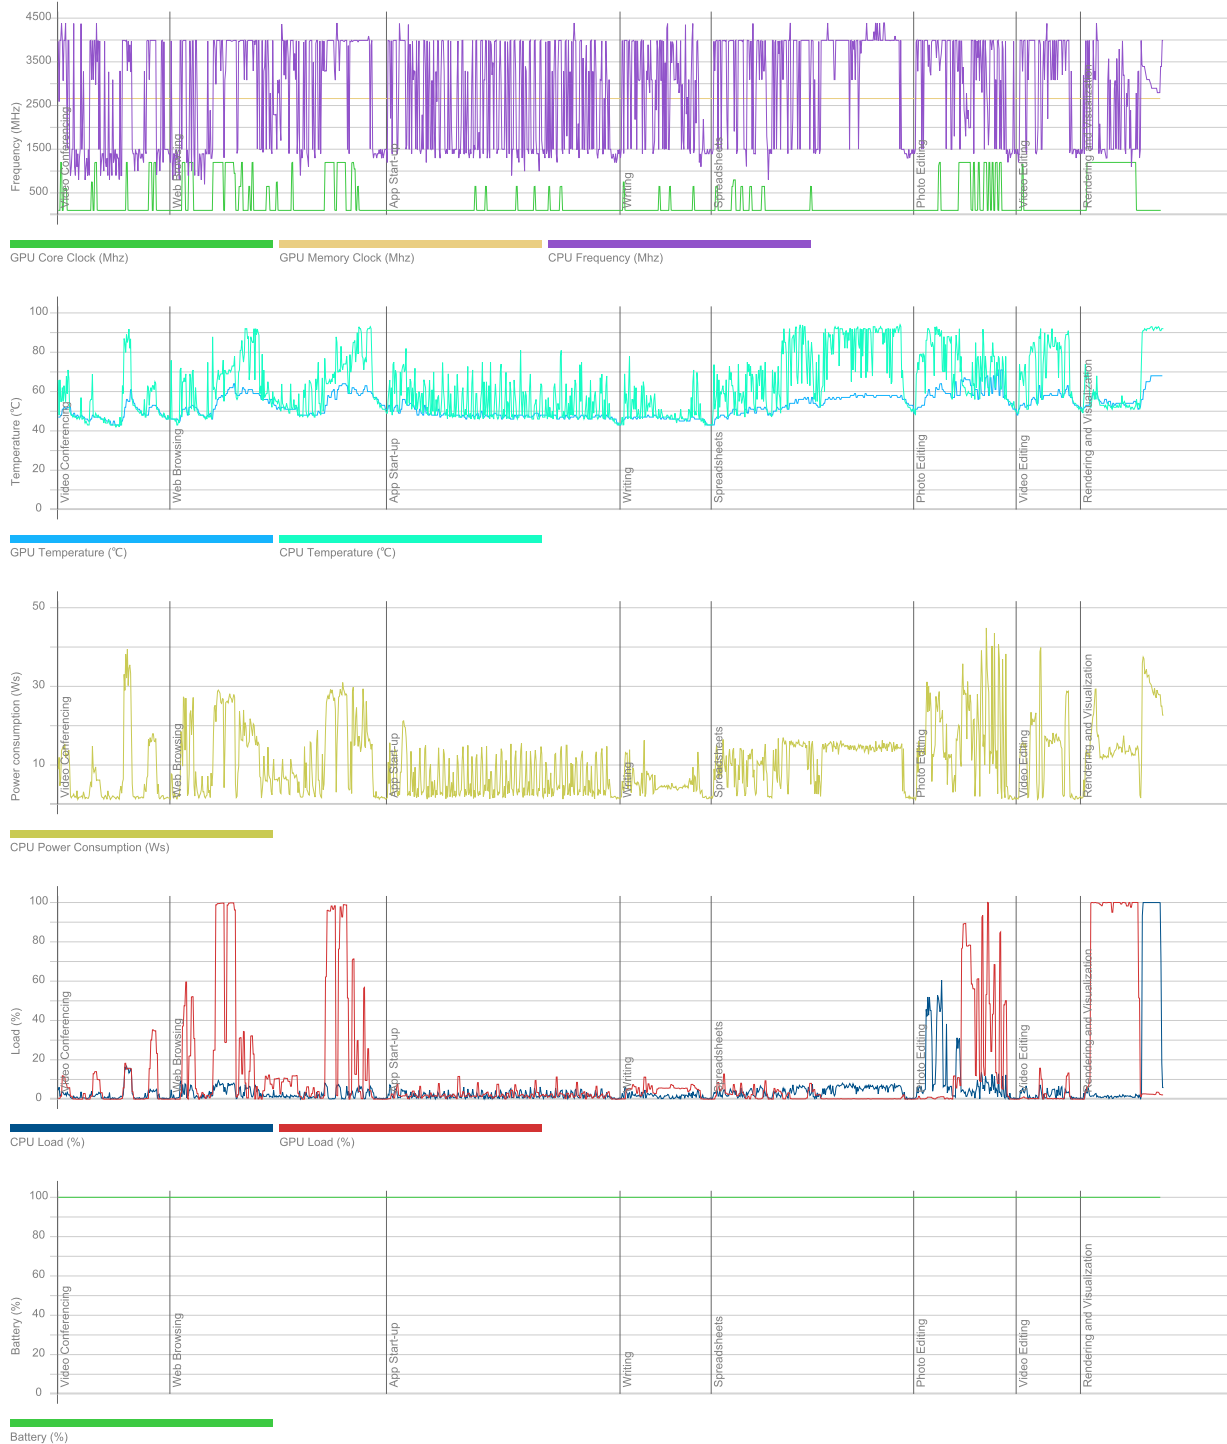 4500
3500
2500
1500
500
Frequency (MHz)
Video Conferencing
Web Browsing
App Start-up
Writing
Spreadsheets
Photo Editing
Video Editing
Rendering and Visualization
GPU Core Clock (Mhz)
GPU Memory Clock (Mhz)
CPU Frequency (Mhz)
100
80
60
40
20
0
Temperature (℃)
Video Conferencing
Web Browsing
App Start-up
Writing
Spreadsheets
Photo Editing
Video Editing
Rendering and Visualization
GPU Temperature (℃)
CPU Temperature (℃)
50
30
10
Power consumption (Ws)
Video Conferencing
Web Browsing
App Start-up
Writing
Spreadsheets
Photo Editing
Video Editing
Rendering and Visualization
CPU Power Consumption (Ws)
100
80
60
40
20
0
Load (%)
Video Conferencing
Web Browsing
App Start-up
Writing
Spreadsheets
Photo Editing
Video Editing
Rendering and Visualization
CPU Load (%)
GPU Load (%)
100
80
60
40
20
0
Battery (%)
Video Conferencing
Web Browsing
App Start-up
Writing
Spreadsheets
Photo Editing
Video Editing
Rendering and Visualization
Battery (%)